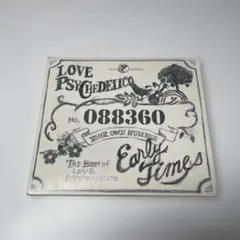 LOVE
PSYCHEDELICO
No. 088360
YOUR OWN NUMBER
The Best of
LOVE
PSYCHEDELICO
Early
Times